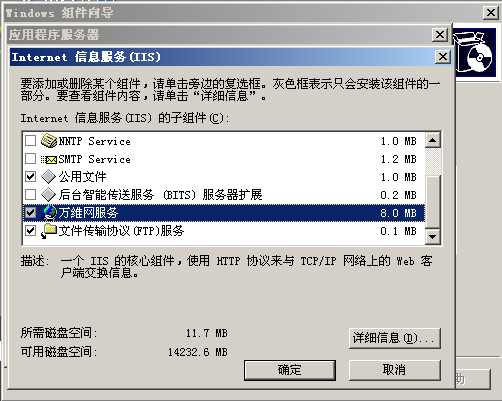 Windows 组件向导
应用程序服务器
Internet 信息服务(IIS)
要添加或删除某个组件，请单击旁边的复选框。灰色框表示只会安装该组件的一
部分。要查看组件内容，请单击“详细信息”。
Internet 信息服务(IIS) 的子组件(C):
NNTP Service 1.0 MB
SMTP Service 1.2 MB
公用文件 1.0 MB
后台智能传送服务 (BITS) 服务器扩展 0.2 MB
万维网服务 8.0 MB
文件传输协议(FTP)服务 0.1 MB
描述: 一个 IIS 的核心组件，使用 HTTP 协议来与 TCP/IP 网络上的 Web 客
户端交换信息。
所需磁盘空间: 11.7 MB
详细信息(D)...
可用磁盘空间: 14232.6 MB
确定
取消
助